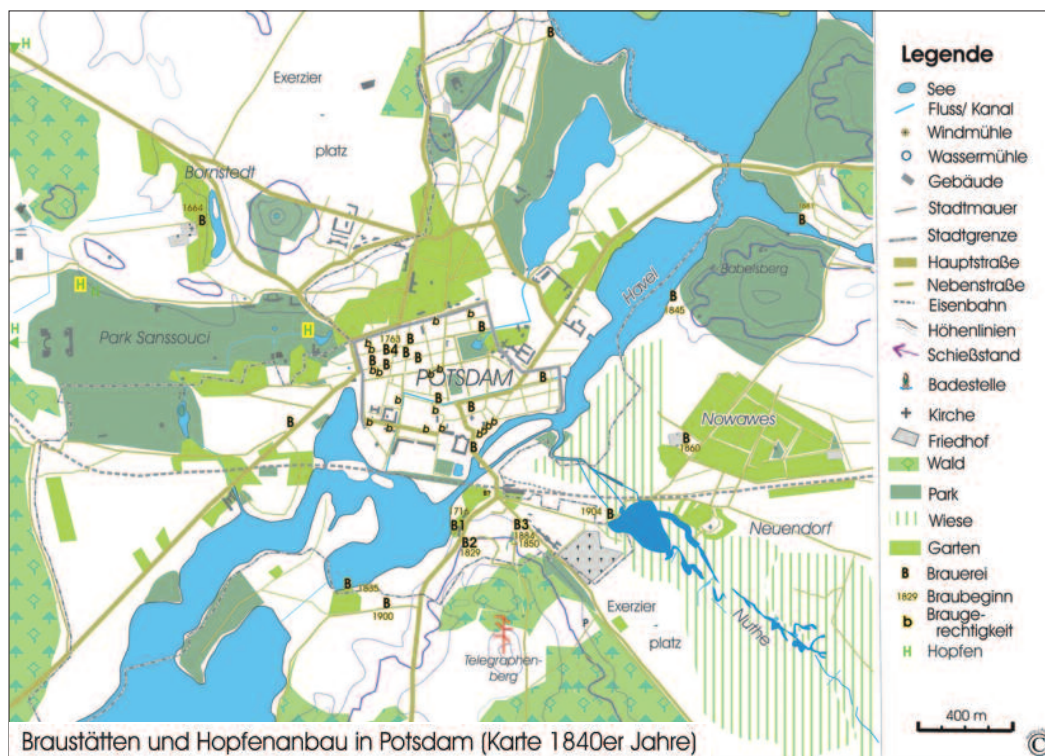 H
Exerzier
platz
B
Bornstedt
1664
B
H
Park Sanssouci
H
H
B
Havel
Babelsberg
B
1845
1763
B
B4
B
B
B
B
B
b
b
b
b
b
b
b
b
POTSDAM
B
B
B
b
b
b
b
b
b
b
b
b
b
B
B
Nowawes
B
1860
1716
B1
B2
1829
B3
1884
1850
1904
B
Neuendorf
B
1885
B
1900
Exerzier
platz
P
Nuthe
Telegraphen-
berg
Legende
See
Fluss/ Kanal
Windmühle
Wassermühle
Gebäude
Stadtmauer
Stadtgrenze
Hauptstraße
Nebenstraße
Eisenbahn
Höhenlinien
Schießstand
Badestelle
Kirche
Friedhof
Wald
Park
Wiese
Garten
B Brauerei
1829 Braubeginn
b Brauge-
rechtigkeit
H Hopfen
400 m
©
Braustätten und Hopfenanbau in Potsdam (Karte 1840er Jahre)